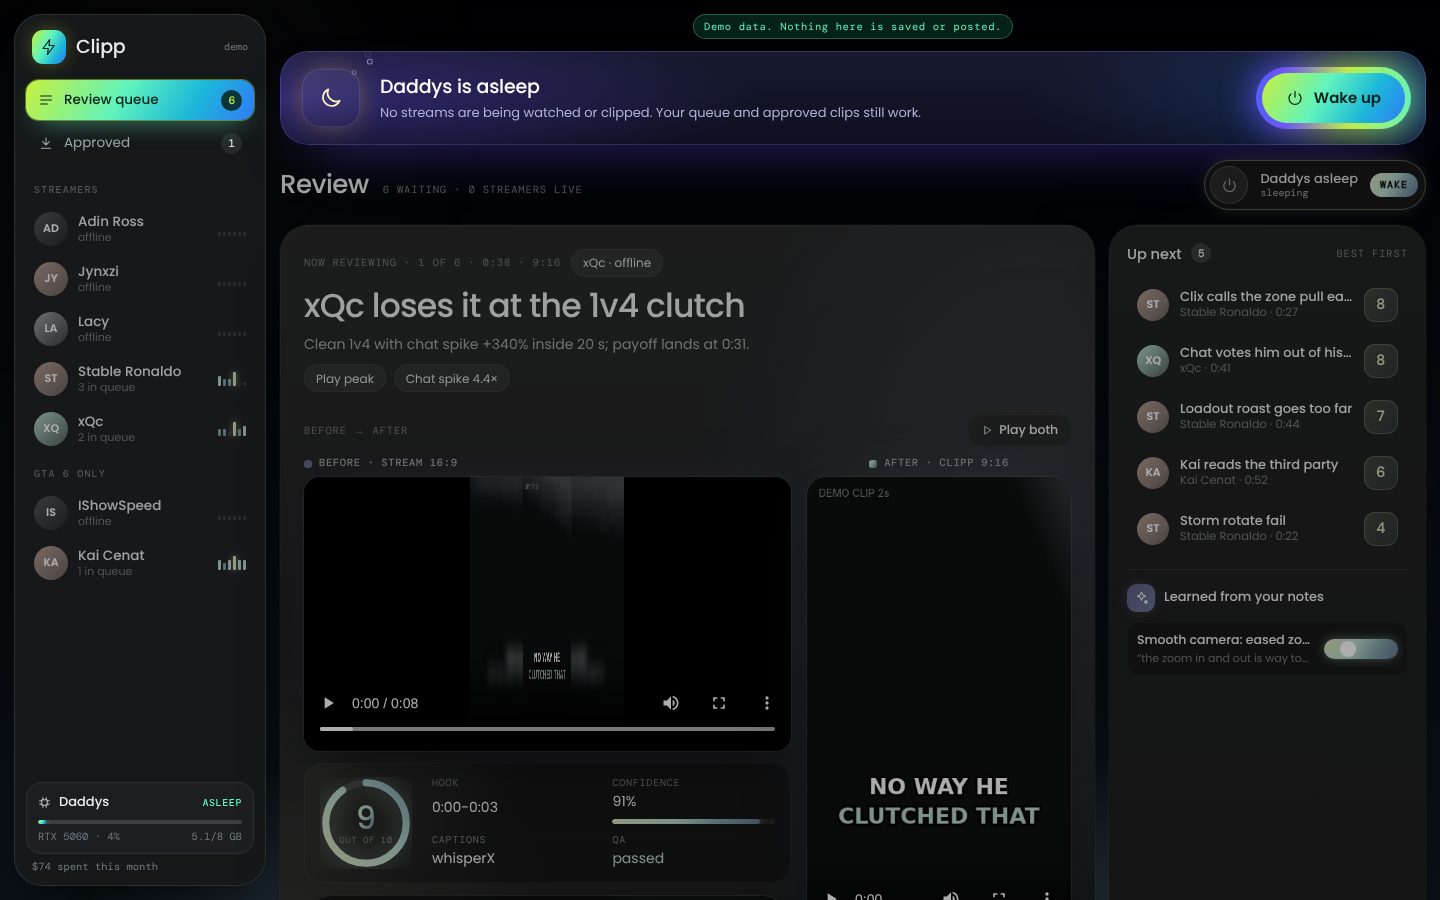 Clipp
demo
Review queue
6
Approved
1
STREAMERS
AD
Adin Ross
offline
JY
Jynxzi
offline
LA
Lacy
offline
ST
Stable Ronaldo
3 in queue
XQ
xQc
2 in queue
GTA 6 ONLY
IS
IShowSpeed
offline
KA
Kai Cenat
1 in queue
Daddys
ASLEEP
RTX 5060 · 4%
5.1/8 GB
$74 spent this month
Demo data. Nothing here is saved or posted.
Daddys is asleep
No streams are being watched or clipped. Your queue and approved clips still work.
Wake up
Review
6 WAITING · 0 STREAMERS LIVE
Daddys asleep
sleeping
WAKE
NOW REVIEWING · 1 OF 6 · 0:38 · 9:16
xQc · offline
xQc loses it at the 1v4 clutch
Clean 1v4 with chat spike +340% inside 20 s; payoff lands at 0:31.
Play peak
Chat spike 4.4×
BEFORE → AFTER
Play both
BEFORE · STREAM 16:9
NO WAY HE
CLUTCHED THAT
0:00 / 0:08
AFTER · CLIPP 9:16
DEMO CLIP 2s
NO WAY HE
CLUTCHED THAT
0:00
9
OUT OF 10
HOOK
0:00-0:03
CONFIDENCE
91%
CAPTIONS
whisperX
QA
passed
Up next
5
BEST FIRST
ST
Clix calls the zone pull ea...
Stable Ronaldo · 0:27
8
XQ
Chat votes him out of his...
xQc · 0:41
8
ST
Loadout roast goes too far
Stable Ronaldo · 0:44
7
KA
Kai reads the third party
Kai Cenat · 0:52
6
ST
Storm rotate fail
Stable Ronaldo · 0:22
4
Learned from your notes
Smooth camera: eased zo...
"the zoom in and out is way to...